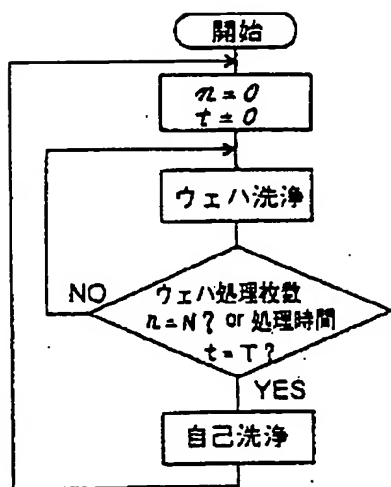 開始
n=0
t=0
ウェハ洗浄
NO
ウェハ処理枚数
n=N? or 処理時間
t=T?
YES
自己洗浄